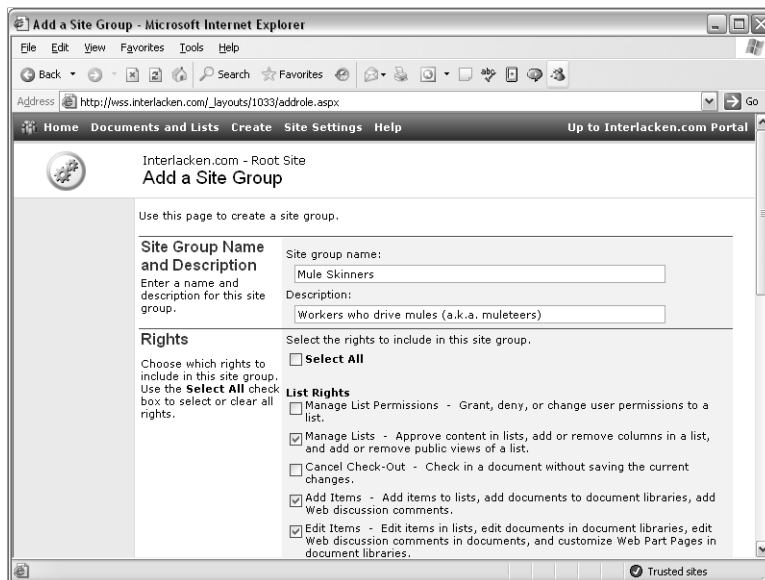 Add a Site Group - Microsoft Internet Explorer
File Edit View Favorites Tools Help
Back Search Favorites
Address http://wss.interlacken.com/_layouts/1033/addrole.aspx Go
Home Documents and Lists Create Site Settings Help Up to Interlacken.com Portal
Interlacken.com - Root Site
Add a Site Group
Use this page to create a site group.
Site Group Name
and Description
Enter a name and
description for this site
group.
Site group name:
Mule Skinners
Description:
Workers who drive mules (a.k.a. muleteers)
Rights
Choose which rights to
include in this site group.
Use the Select All check
box to select or clear all
rights.
Select the rights to include in this site group.
Select All
List Rights
Manage List Permissions - Grant, deny, or change user permissions to a
list.
Manage Lists - Approve content in lists, add or remove columns in a list,
and add or remove public views of a list.
Cancel Check-Out - Check in a document without saving the current
changes.
Add Items - Add items to lists, add documents to document libraries, add
Web discussion comments.
Edit Items - Edit items in lists, edit documents in document libraries, edit
Web discussion comments in documents, and customize Web Part Pages in
document libraries.
Trusted sites